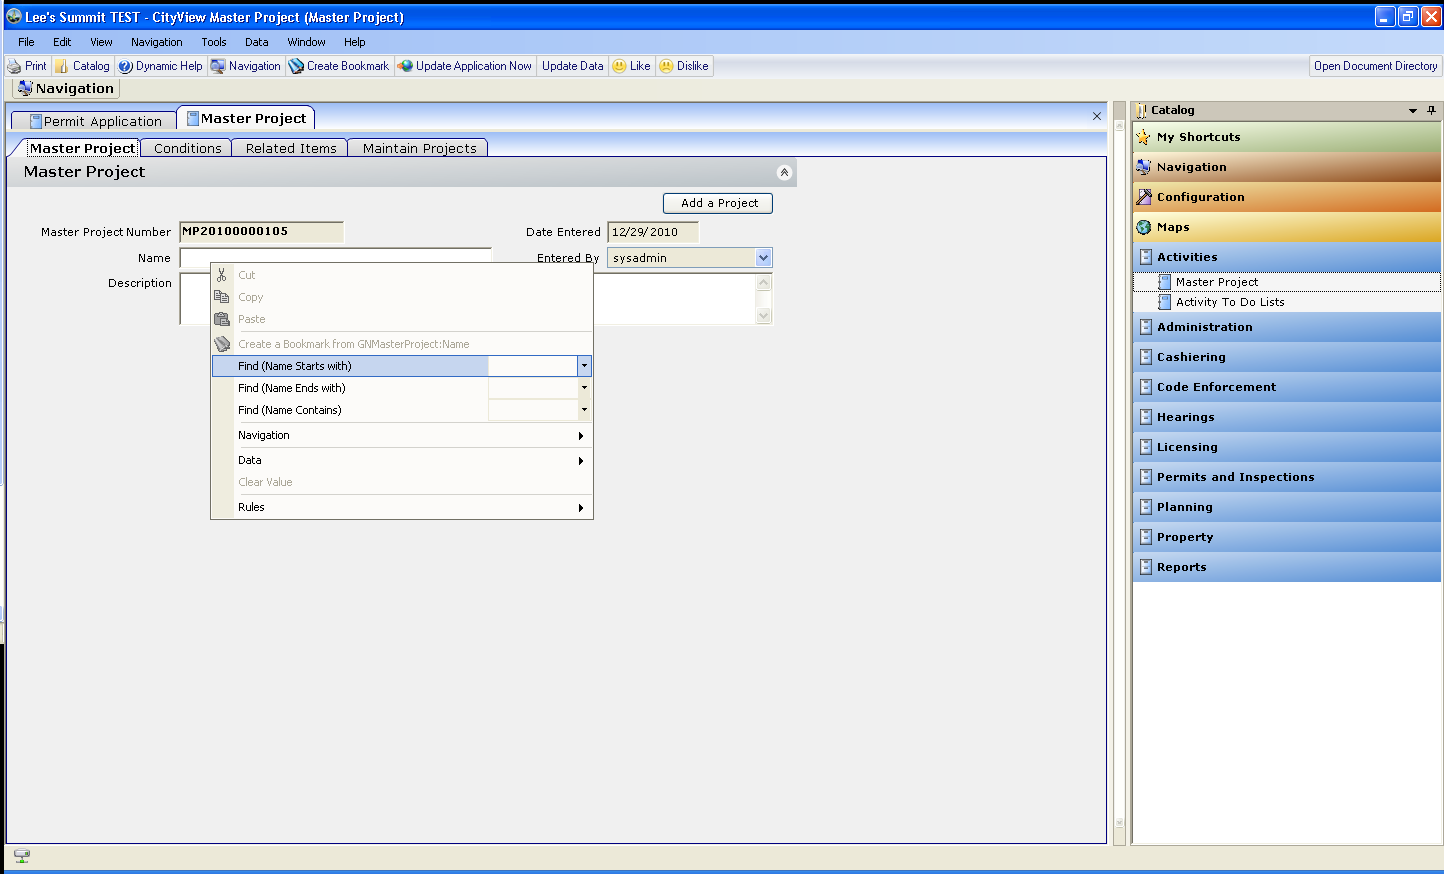 Lee's Summit TEST - CityView Master Project (Master Project)
File Edit View Navigation Tools Data Window Help
Print Catalog Dynamic Help Navigation Create Bookmark Update Application Now Update Data Like Dislike Open Document Directory
Navigation
Permit Application Master Project
Master Project Conditions Related Items Maintain Projects
Master Project
Add a Project
Master Project Number MP20100000105 Date Entered 12/29/2010
Name Entered By sysadmin
Description
Cut
Copy
Paste
Create a Bookmark from GNMasterProject:Name
Find (Name Starts with)
Find (Name Ends with)
Find (Name Contains)
Navigation
Data
Clear Value
Rules
Catalog
My Shortcuts
Navigation
Configuration
Maps
Activities
Master Project
Activity To Do Lists
Administration
Cashiering
Code Enforcement
Hearings
Licensing
Permits and Inspections
Planning
Property
Reports